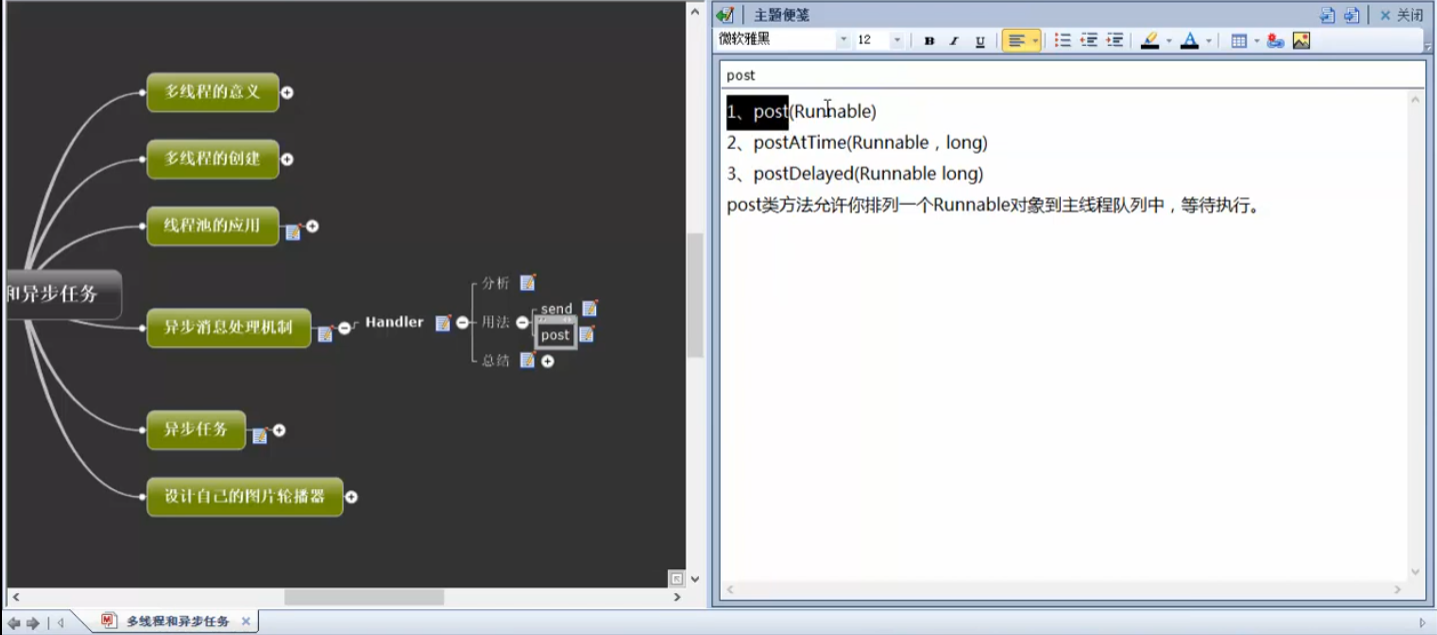 主题便笺
关闭
微软雅黑
12
B I U
post
1、post(Runnable)
2、postAtTime(Runnable，long)
3、postDelayed(Runnable long)
post类方法允许你排列一个Runnable对象到主线程队列中，等待执行。
多线程的意义
多线程的创建
线程池的应用
和异步任务
异步消息处理机制
Handler
分析
用法
send
post
总结
异步任务
设计自己的图片轮播器
多线程和异步任务